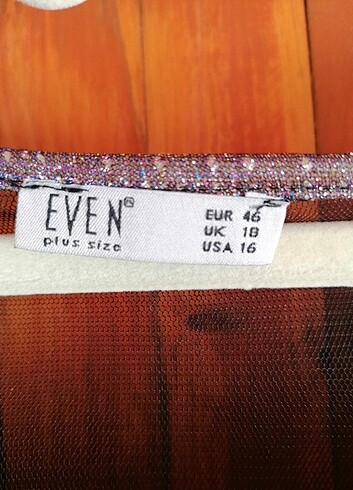 EVEN®
plus size
EUR 46
UK 18
USA 16